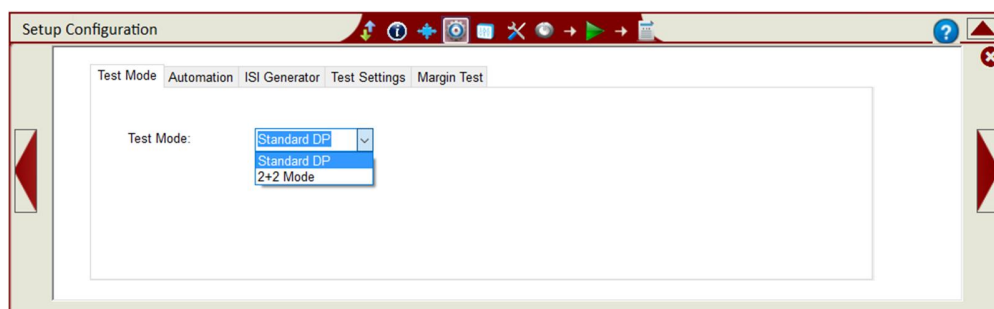 Setup Configuration
Test Mode Automation ISI Generator Test Settings Margin Test
Test Mode: Standard DP
Standard DP
2+2 Mode